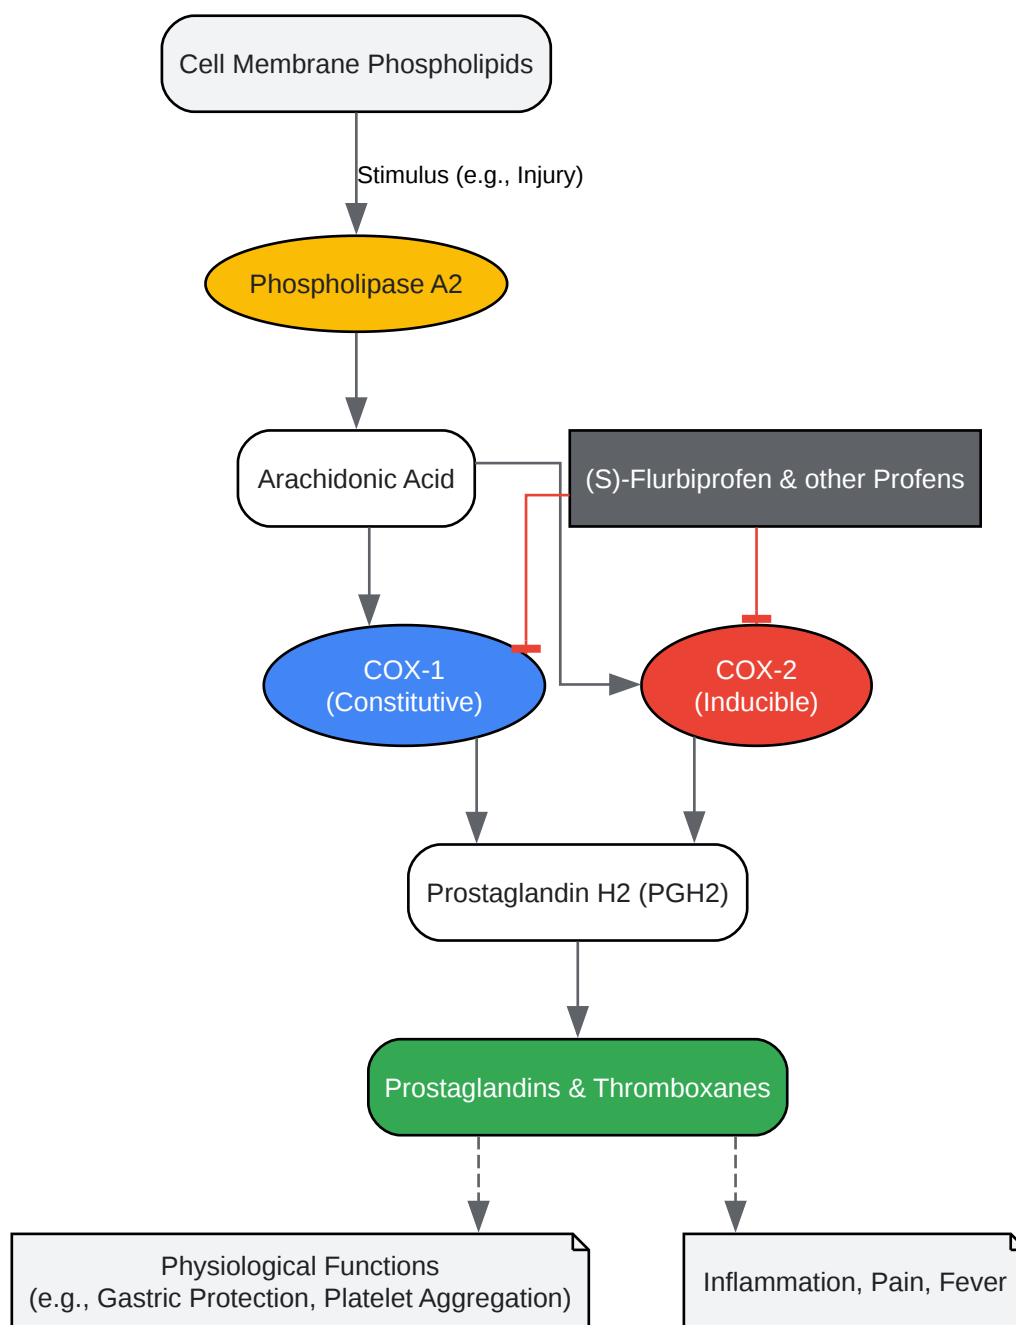 Cell Membrane Phospholipids
Stimulus (e.g., Injury)
Phospholipase A2
Arachidonic Acid
(S)-Flurbiprofen & other Profens
COX-1
(Constitutive)
COX-2
(Inducible)
Prostaglandin H2 (PGH2)
Prostaglandins & Thromboxanes
Physiological Functions
(e.g., Gastric Protection, Platelet Aggregation)
Inflammation, Pain, Fever